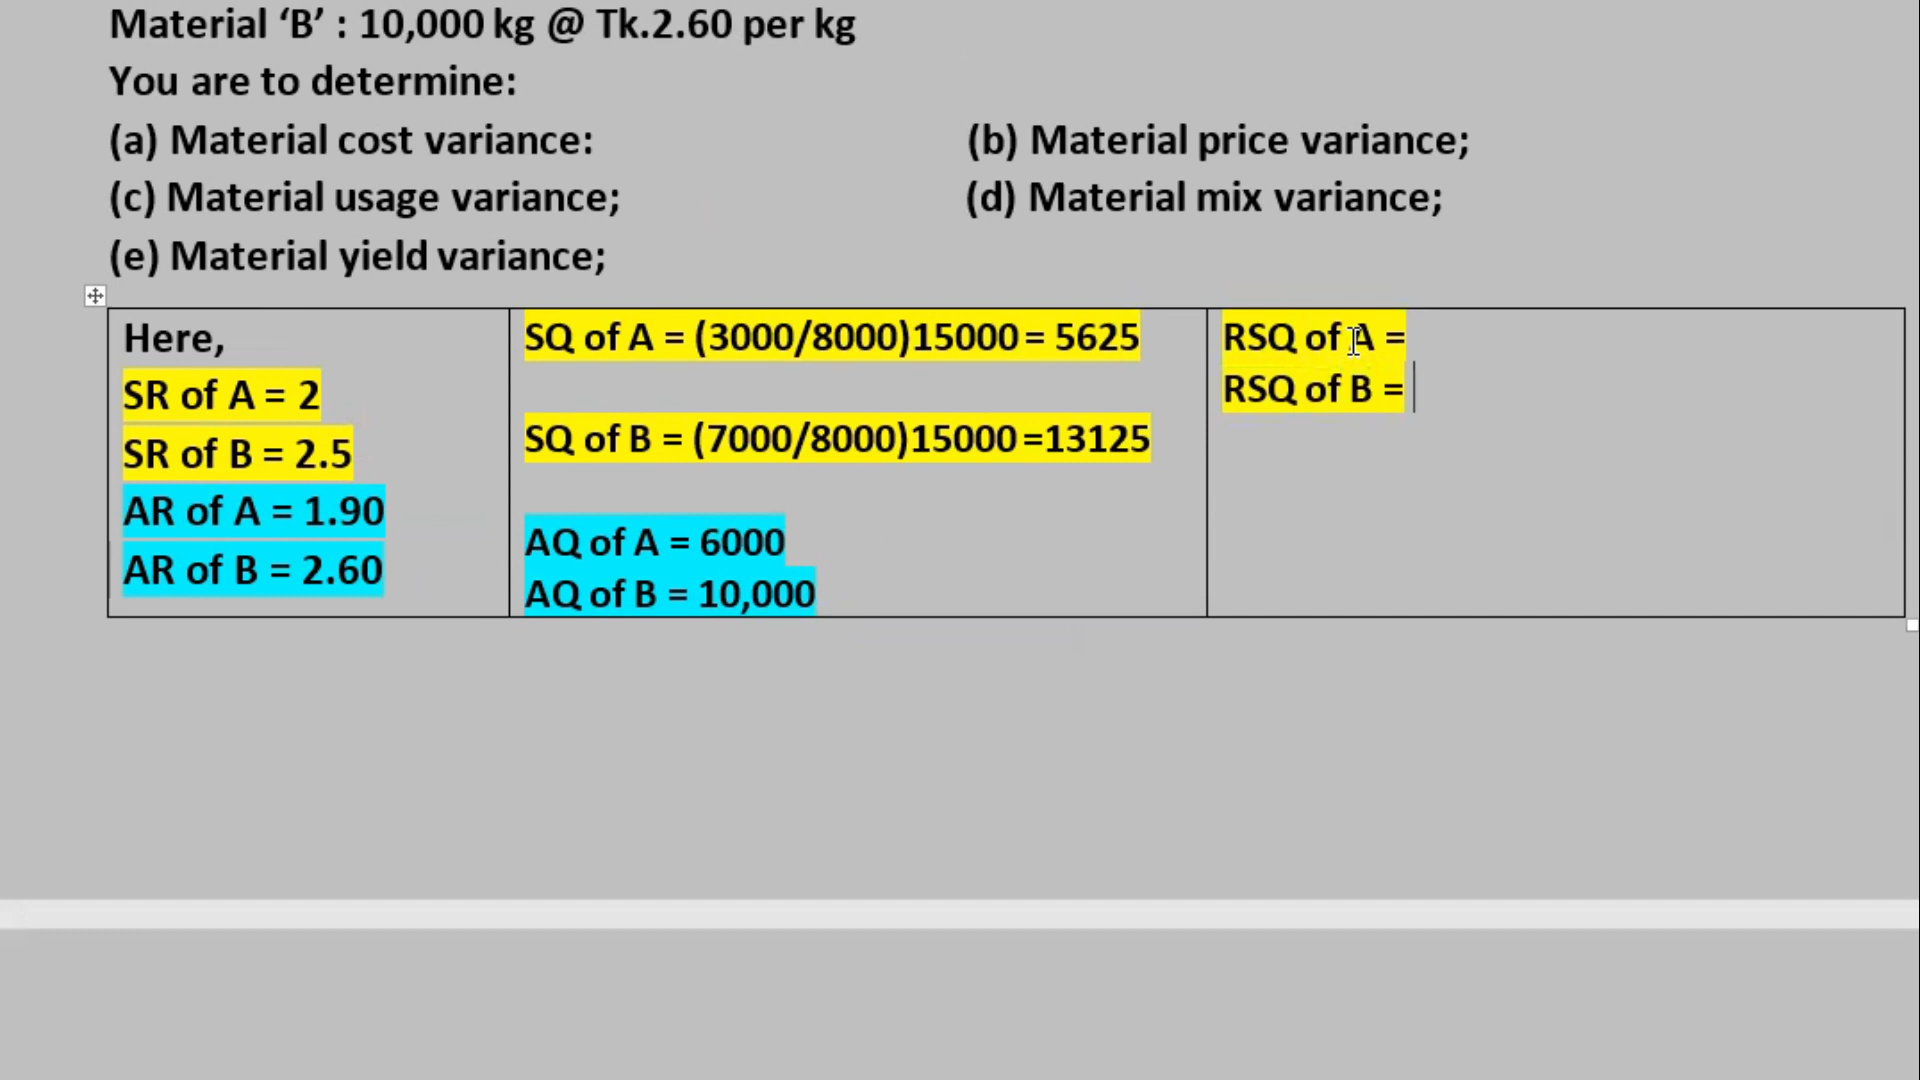 Material ‘B’ : 10,000 kg @ Tk.2.60 per kg
You are to determine:
(a) Material cost variance: (b) Material price variance;
(c) Material usage variance; (d) Material mix variance;
(e) Material yield variance;
Here,
SR of A = 2
SR of B = 2.5
AR of A = 1.90
AR of B = 2.60
SQ of A = (3000/8000)15000 = 5625
SQ of B = (7000/8000)15000 =13125
AQ of A = 6000
AQ of B = 10,000
RSQ of A =
RSQ of B =